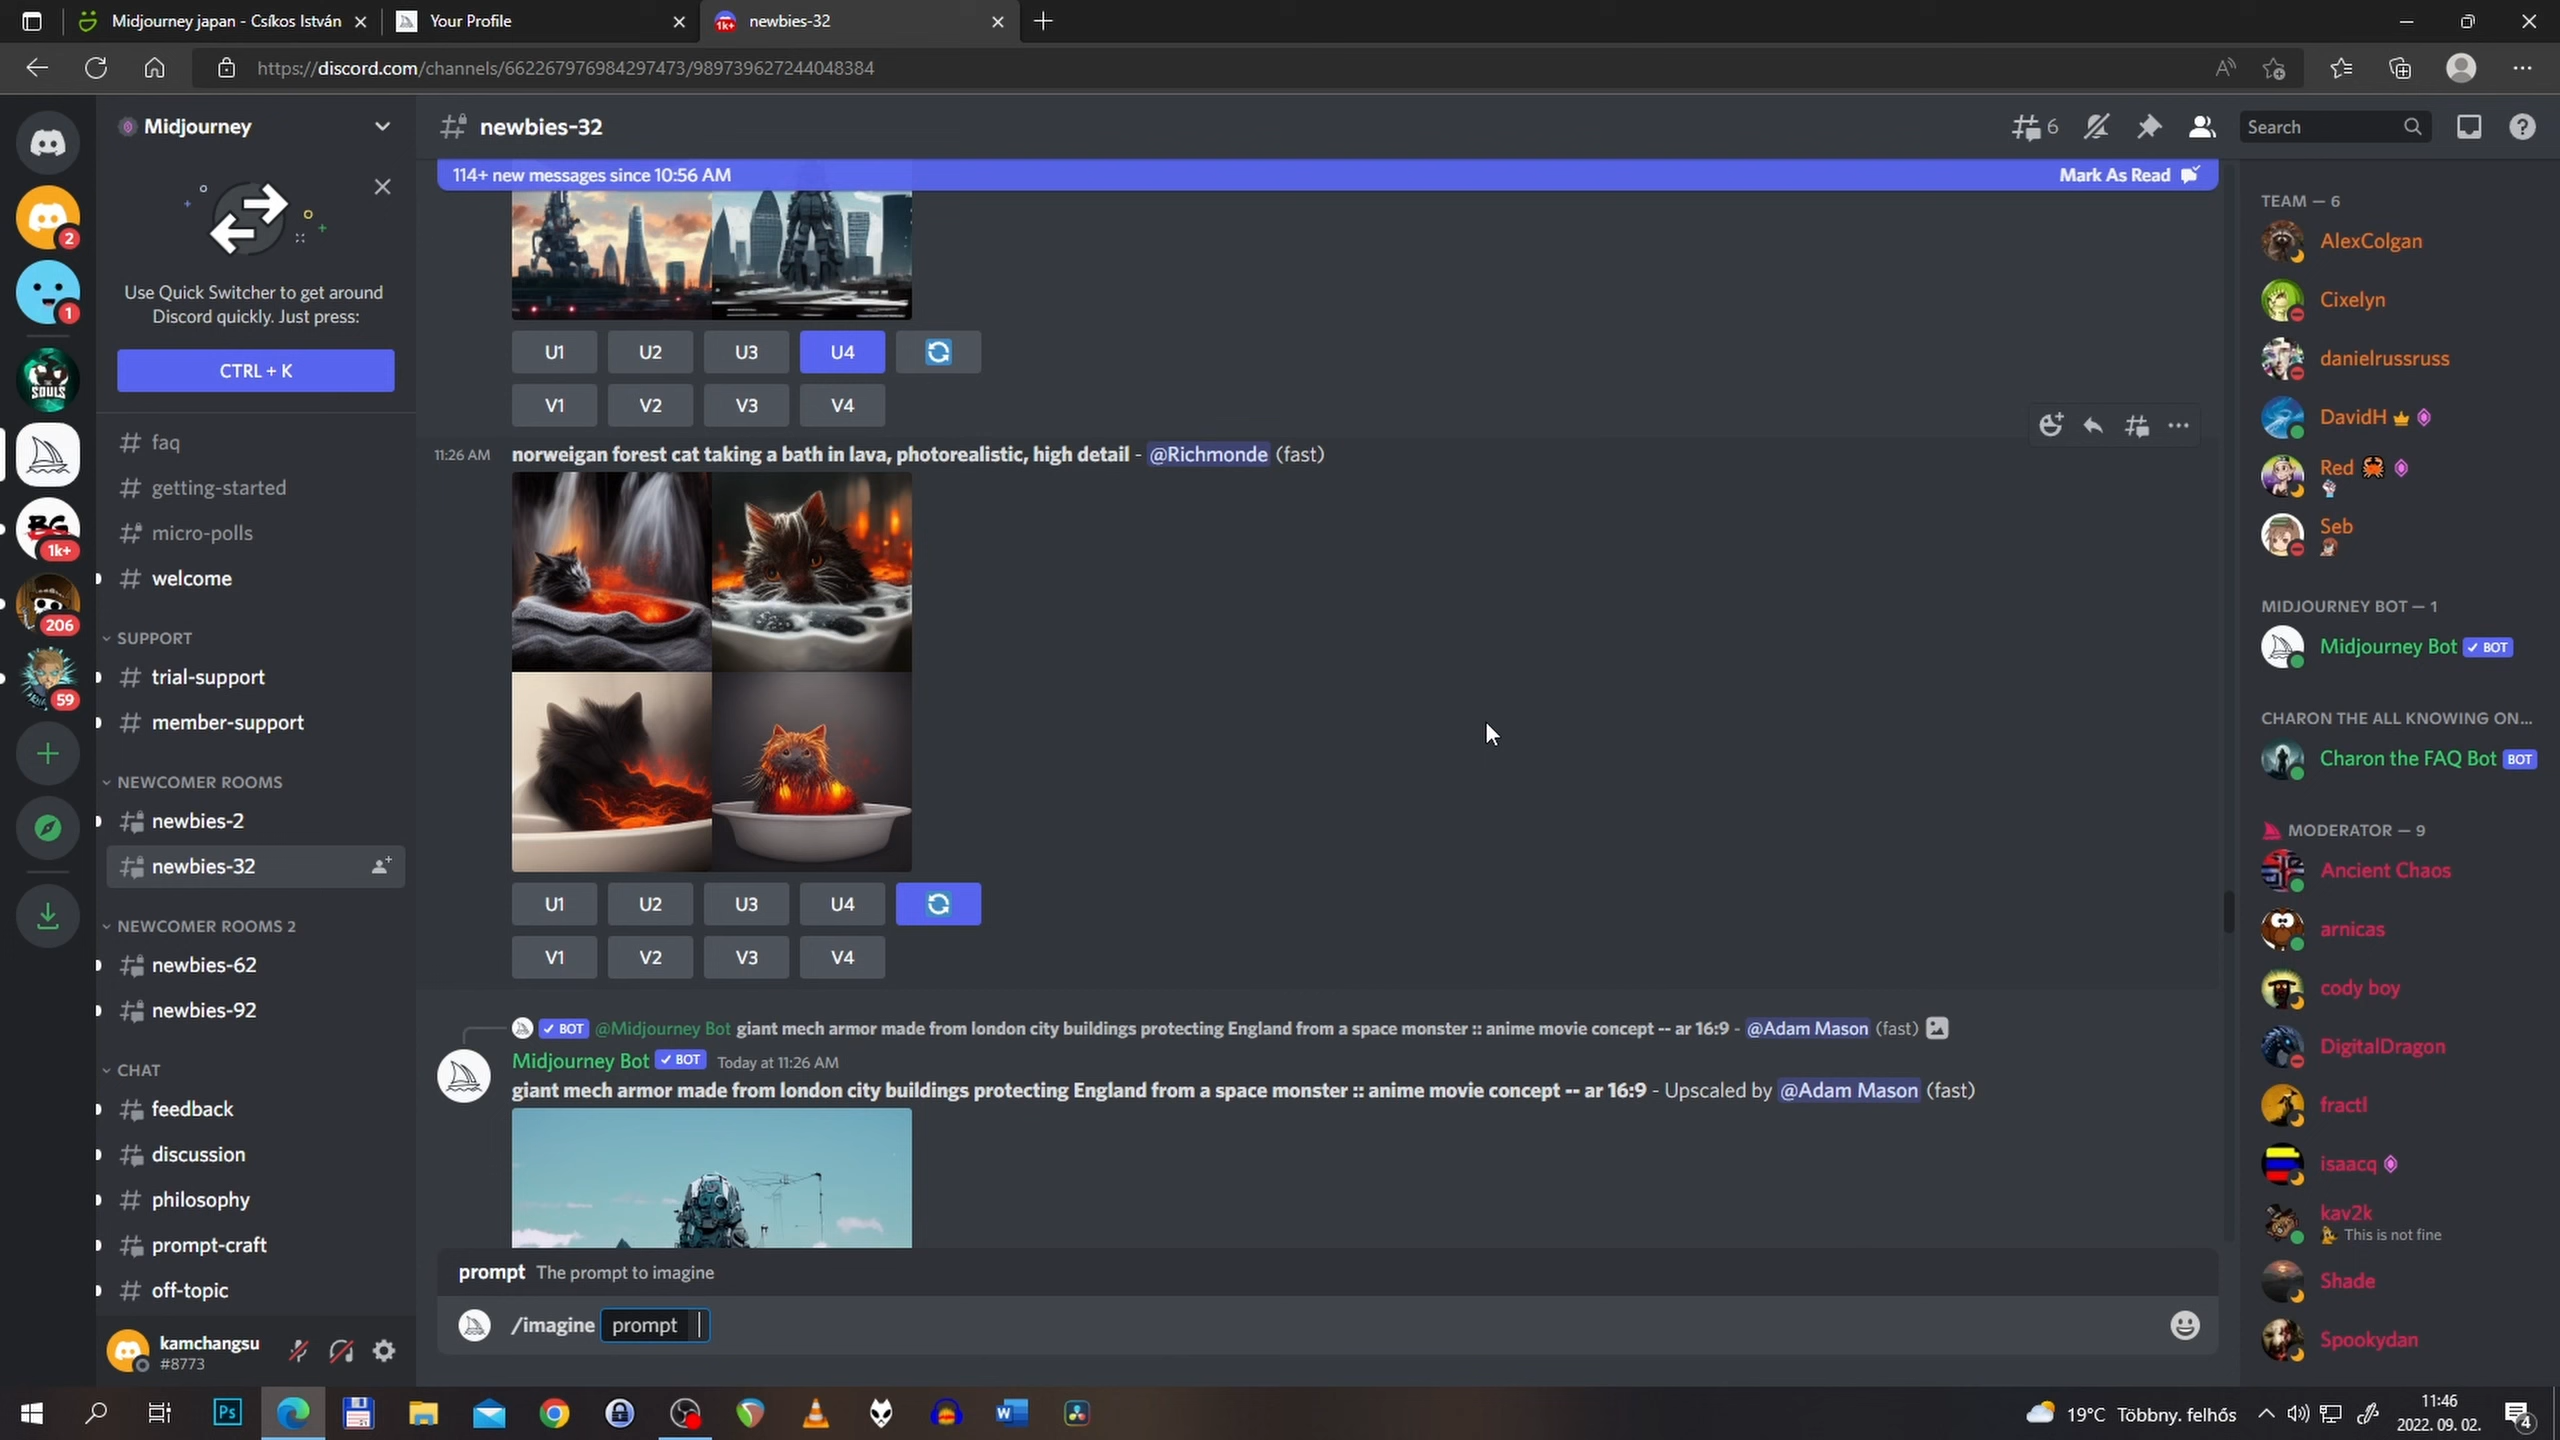 Midjourney japan - Csíkos István
Your Profile
newbies-32
https://discord.com/channels/662267976984297473/989739627244048384
Midjourney
newbies-32
6
Search
114+ new messages since 10:56 AM
Mark As Read
Use Quick Switcher to get around
Discord quickly. Just press:
CTRL + K
faq
getting-started
micro-polls
welcome
SUPPORT
trial-support
member-support
NEWCOMER ROOMS
newbies-2
newbies-32
NEWCOMER ROOMS 2
newbies-62
newbies-92
CHAT
feedback
discussion
philosophy
prompt-craft
off-topic
kamchangsu
#8773
2
1
SOULS
BG
1k+
206
59
U1 U2 U3 U4
V1 V2 V3 V4
11:26 AM norweigan forest cat taking a bath in lava, photorealistic, high detail - @Richmonde (fast)
U1 U2 U3 U4
V1 V2 V3 V4
BOT @Midjourney Bot giant mech armor made from london city buildings protecting England from a space monster :: anime movie concept -- ar 16:9 - @Adam Mason (fast)
Midjourney Bot BOT Today at 11:26 AM
giant mech armor made from london city buildings protecting England from a space monster :: anime movie concept -- ar 16:9 - Upscaled by @Adam Mason (fast)
prompt The prompt to imagine
/imagine prompt
TEAM — 6
AlexColgan
Cixelyn
danielrussruss
DavidH
Red
Seb
MIDJOURNEY BOT — 1
Midjourney Bot BOT
CHARON THE ALL KNOWING ON...
Charon the FAQ Bot BOT
MODERATOR — 9
Ancient Chaos
arnicas
cody boy
DigitalDragon
fractl
isaacq
kav2k
This is not fine
Shade
Spookydan
Ps
19°C Többny. felhős
11:46
2022. 09. 02.
4